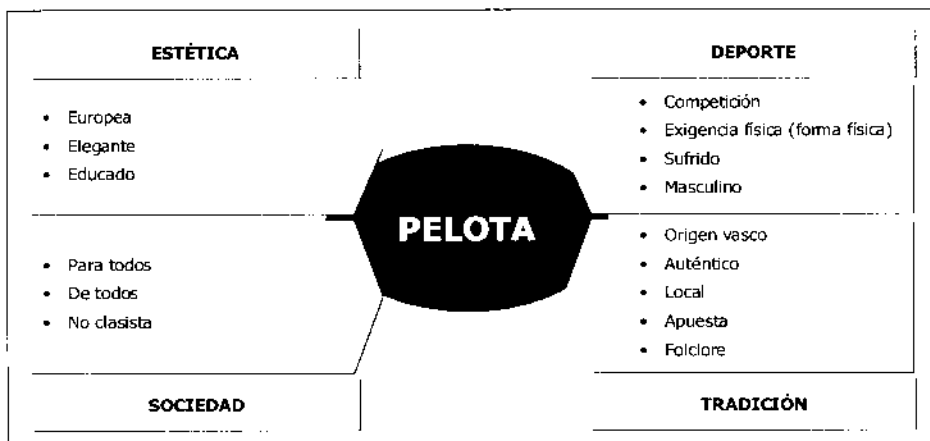 ESTÉTICA
• Europea
• Elegante
• Educado
DEPORTE
• Competición
• Exigencia física (forma física)
• Sufrido
• Masculino
PELOTA
• Para todos
• De todos
• No clasista
SOCIEDAD
• Origen vasco
• Auténtico
• Local
• Apuesta
• Folclore
TRADICIÓN